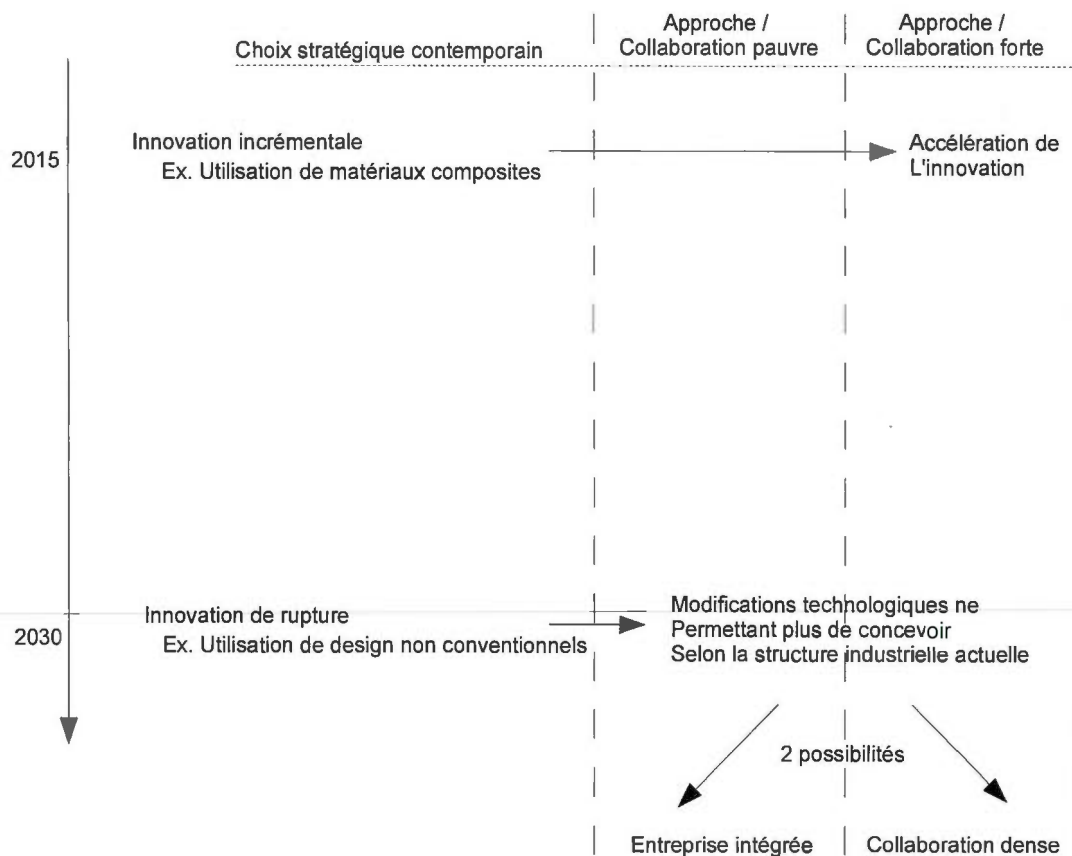 Choix stratégique contemporain
Approche /
Collaboration pauvre
Approche /
Collaboration forte
2015
Innovation incrémentale
Ex. Utilisation de matériaux composites
Accélération de
L'innovation
2030
Innovation de rupture
Ex. Utilisation de design non conventionnels
Modifications technologiques ne
Permettant plus de concevoir
Selon la structure industrielle actuelle
2 possibilités
Entreprise intégrée
Collaboration dense